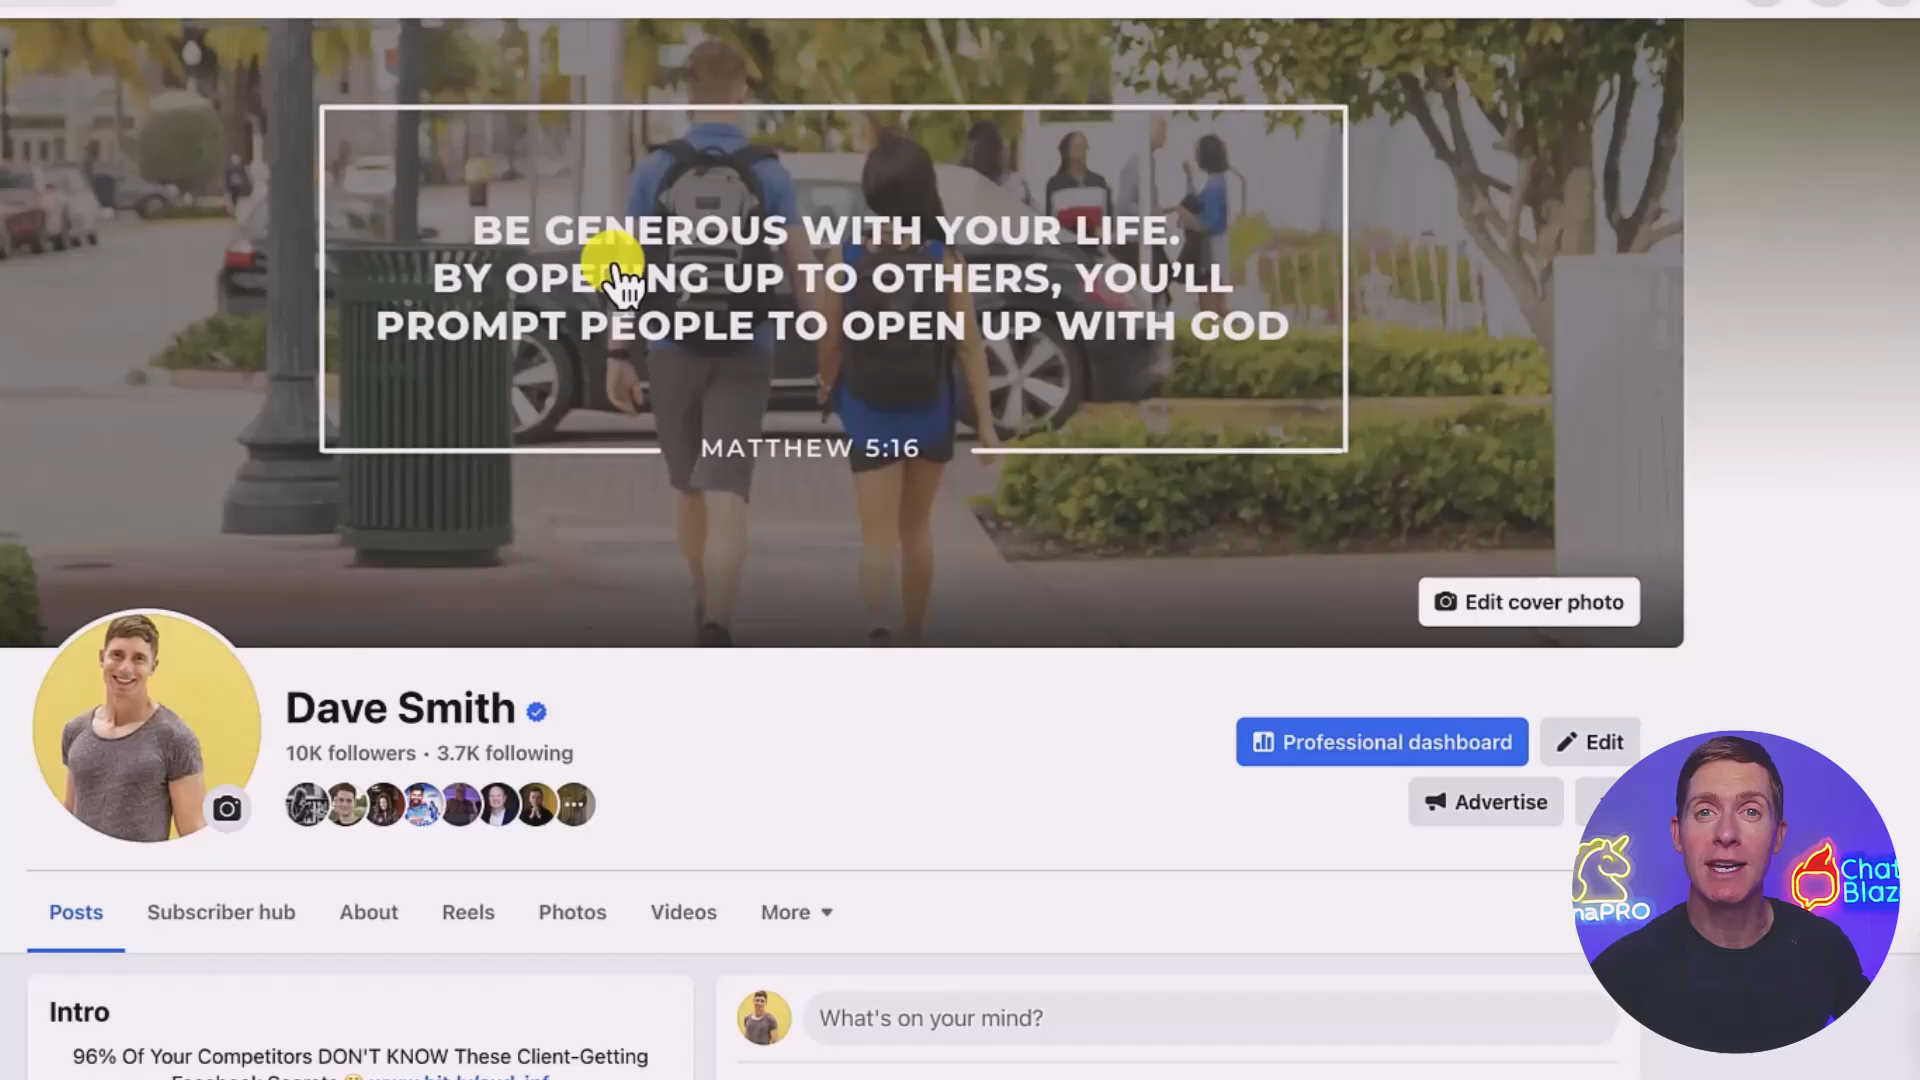 BE GENEROUS WITH YOUR LIFE.
BY OPENING UP TO OTHERS, YOU'LL
PROMPT PEOPLE TO OPEN UP WITH GOD
MATTHEW 5:16
Edit cover photo
Dave Smith
10K followers · 3.7K following
Professional dashboard
Edit
Advertise
Posts
Subscriber hub
About
Reels
Photos
Videos
More
Intro
What's on your mind?
96% Of Your Competitors DON'T KNOW These Client-Getting
naPRO
Chat
Blaz